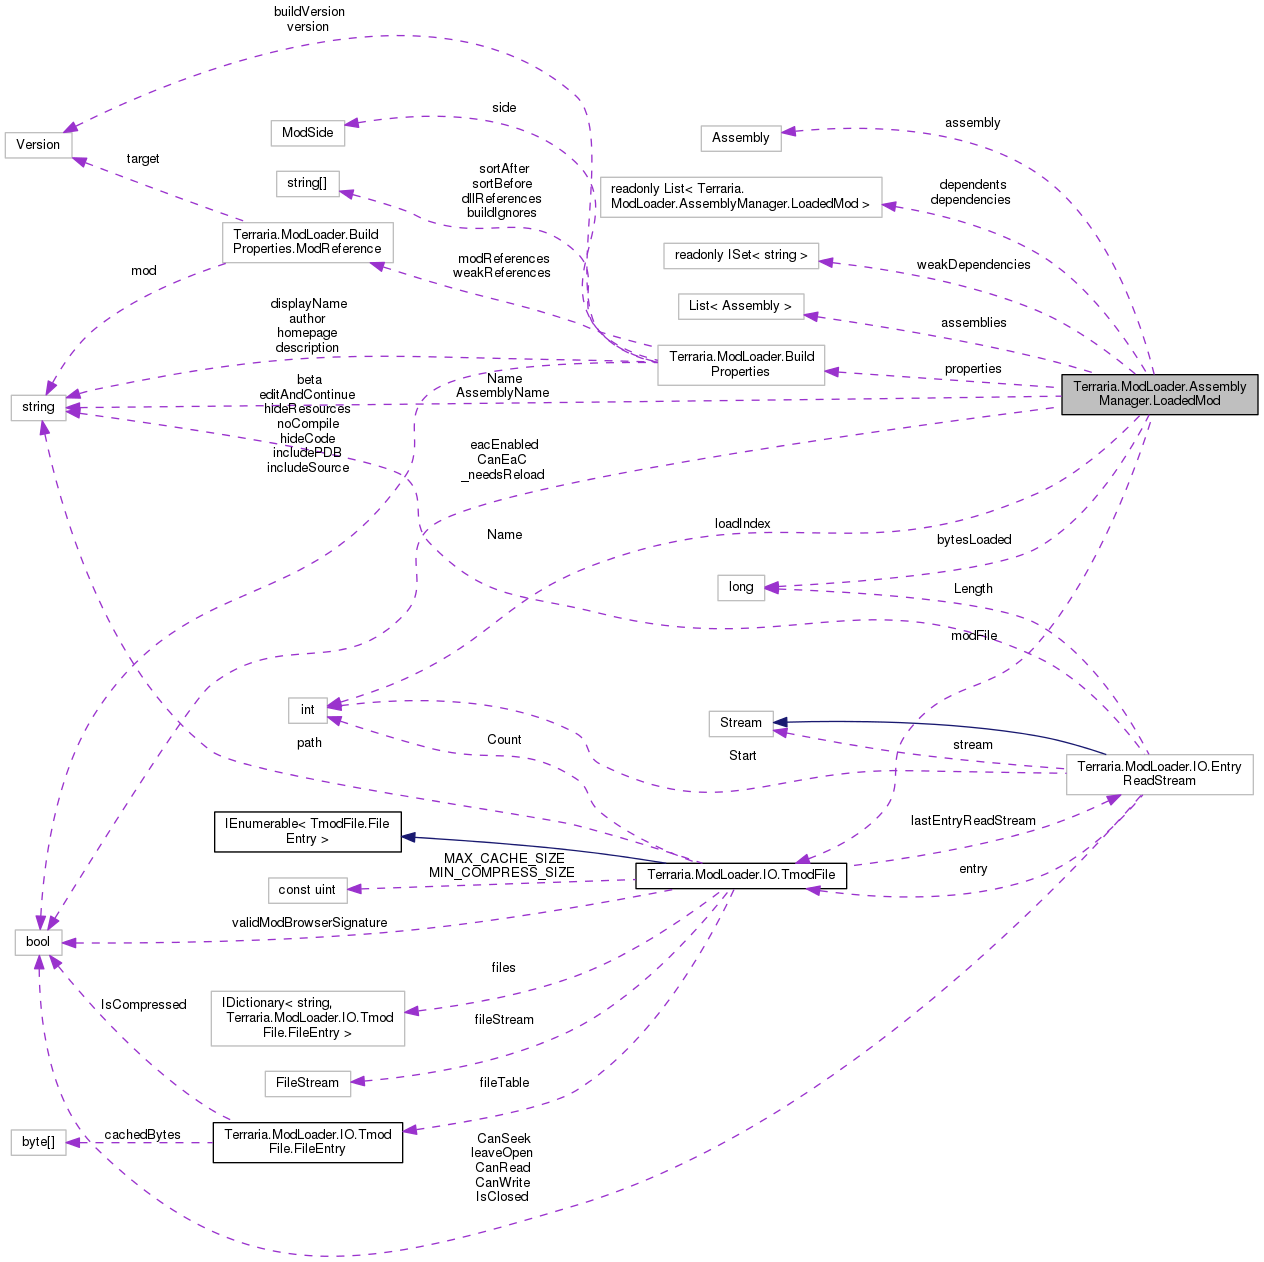 buildVersion
version
side
ModSide
assembly
Assembly
Version
target
sortAfter
sortBefore
dllReferences
buildIgnores
string[]
readonly List< Terraria.
ModLoader.AssemblyManager.LoadedMod >
dependents
dependencies
Terraria.ModLoader.Build
Properties.ModReference
mod
modReferences
weakReferences
readonly ISet< string >
weakDependencies
displayName
author
homepage
description
List< Assembly >
assemblies
Terraria.ModLoader.Build
Properties
properties
Terraria.ModLoader.Assembly
Manager.LoadedMod
string
beta
editAndContinue
hideResources
noCompile
hideCode
includePDB
includeSource
Name
AssemblyName
eacEnabled
CanEaC
_needsReload
loadIndex
Name
bytesLoaded
long
Length
modFile
int
path
Count
Stream
stream
Start
Terraria.ModLoader.IO.Entry
ReadStream
IEnumerable< TmodFile.File
Entry >
lastEntryReadStream
MAX_CACHE_SIZE
MIN_COMPRESS_SIZE
const uint
Terraria.ModLoader.IO.TmodFile
entry
validModBrowserSignature
bool
files
IDictionary< string,
Terraria.ModLoader.IO.Tmod
File.FileEntry >
IsCompressed
fileStream
FileStream
fileTable
byte[]
cachedBytes
Terraria.ModLoader.IO.Tmod
File.FileEntry
CanSeek
leaveOpen
CanRead
CanWrite
IsClosed